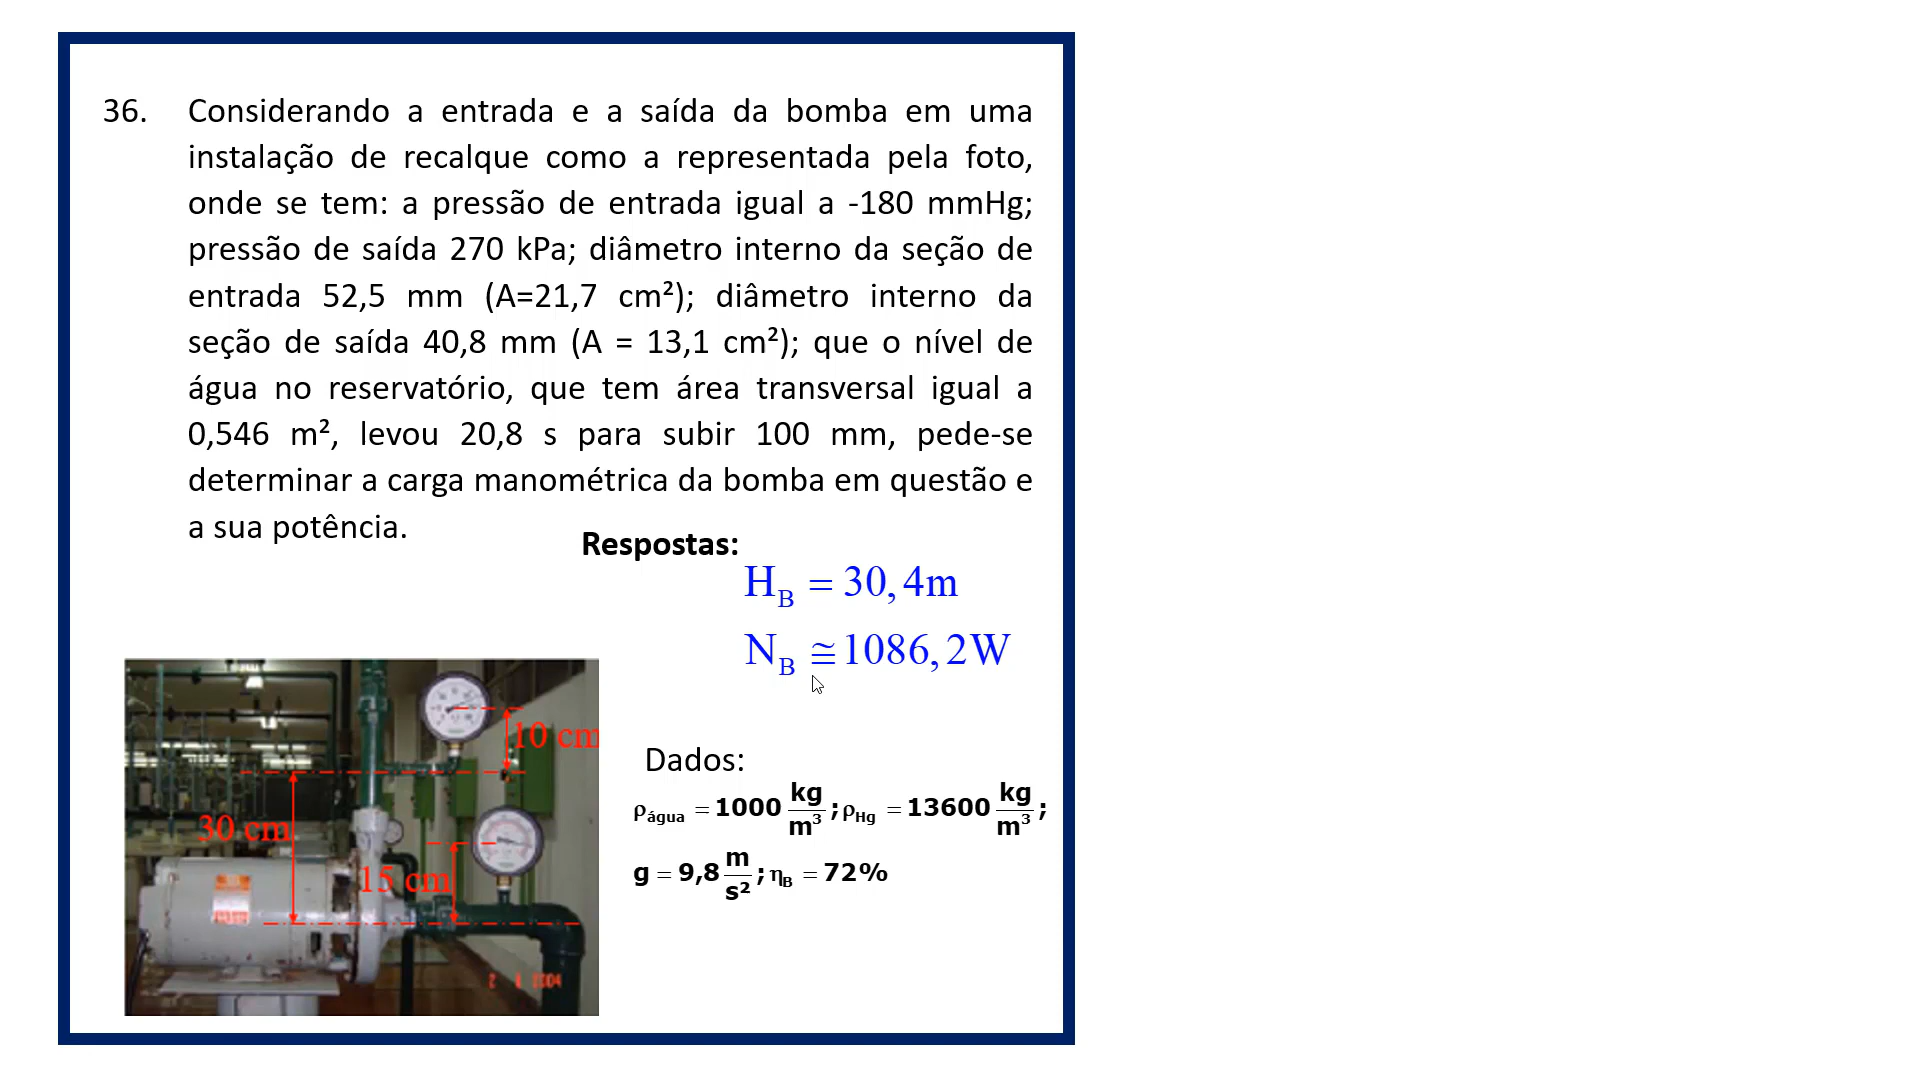 36. Considerando a entrada e a saída da bomba em uma
instalação de recalque como a representada pela foto,
onde se tem: a pressão de entrada igual a -180 mmHg;
pressão de saída 270 kPa; diâmetro interno da seção de
entrada 52,5 mm (A=21,7 cm²); diâmetro interno da
seção de saída 40,8 mm (A = 13,1 cm²); que o nível de
água no reservatório, que tem área transversal igual a
0,546 m², levou 20,8 s para subir 100 mm, pede-se
determinar a carga manométrica da bomba em questão e
a sua potência.
Respostas:
H_B = 30,4m
N_B ≅ 1086,2W
10 cm
30 cm
15 cm
Dados:
ρ_água = 1000 kg/m³ ; ρ_Hg = 13600 kg/m³ ;
g = 9,8 m/s² ; η_B = 72%